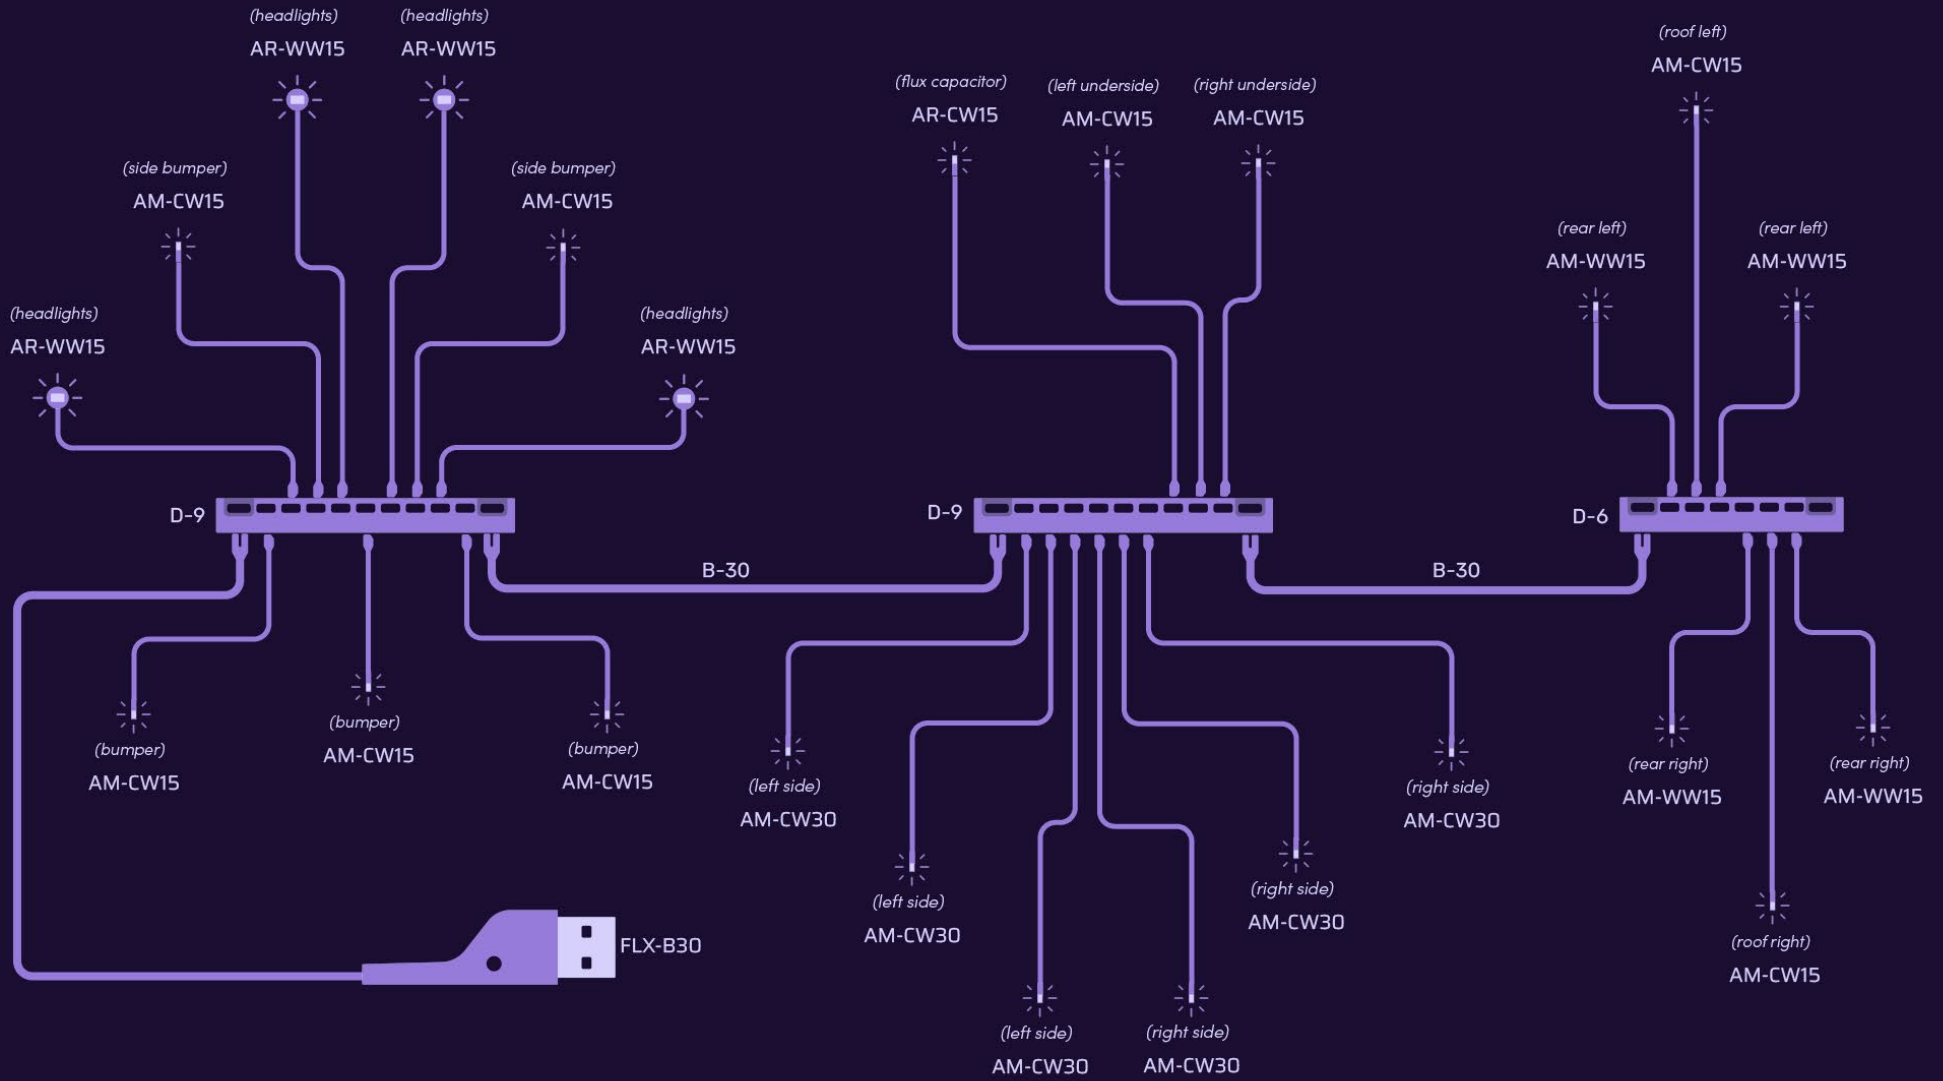 (headlights)
AR-WW15
(headlights)
AR-WW15
(side bumper)
AM-CW15
(side bumper)
AM-CW15
(headlights)
AR-WW15
(headlights)
AR-WW15
D-9
(bumper)
AM-CW15
(bumper)
AM-CW15
(bumper)
AM-CW15
FLX-B30
B-30
(flux capacitor)
AR-CW15
(left underside)
AM-CW15
(right underside)
AM-CW15
D-9
(left side)
AM-CW30
(left side)
AM-CW30
(left side)
AM-CW30
(right side)
AM-CW30
(right side)
AM-CW30
(right side)
AM-CW30
B-30
(roof left)
AM-CW15
(rear left)
AM-WW15
(rear left)
AM-WW15
D-6
(rear right)
AM-WW15
(rear right)
AM-WW15
(roof right)
AM-CW15